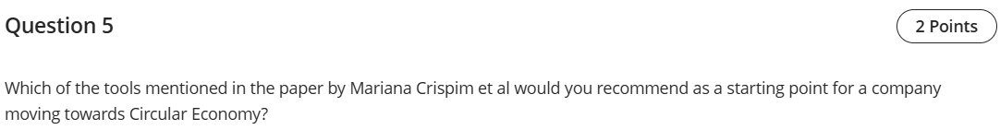 Question 5
2 Points
Which of the tools mentioned in the paper by Mariana Crispim et al would you recommend as a starting point for a company
moving towards Circular Economy?